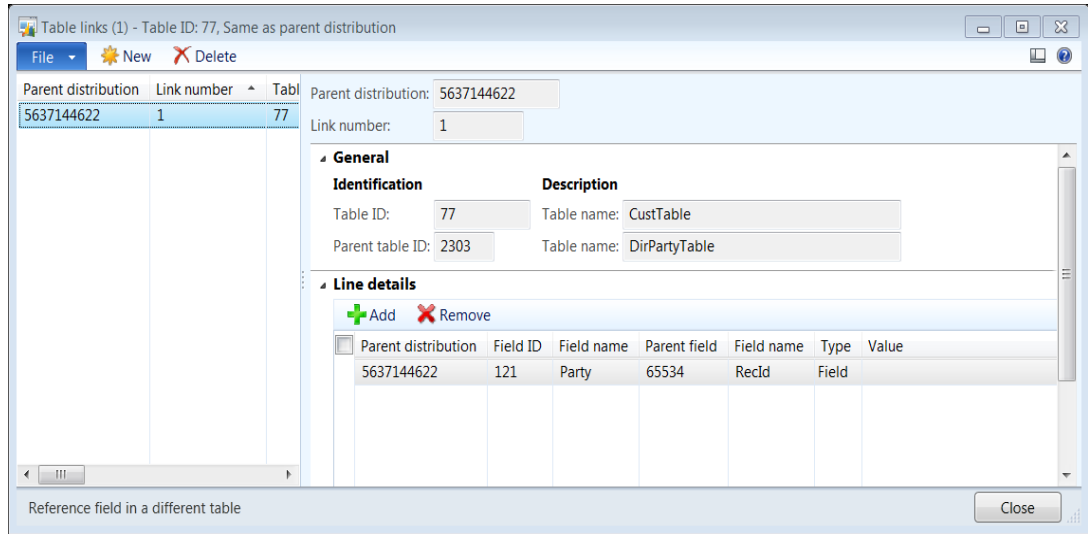 Table links (1) - Table ID: 77, Same as parent distribution
File New Delete
Parent distribution Link number Tabl
5637144622 1 77
Parent distribution: 5637144622
Link number: 1
General
Identification Description
Table ID: 77 Table name: CustTable
Parent table ID: 2303 Table name: DirPartyTable
Line details
Add Remove
Parent distribution Field ID Field name Parent field Field name Type Value
5637144622 121 Party 65534 RecId Field
Reference field in a different table
Close